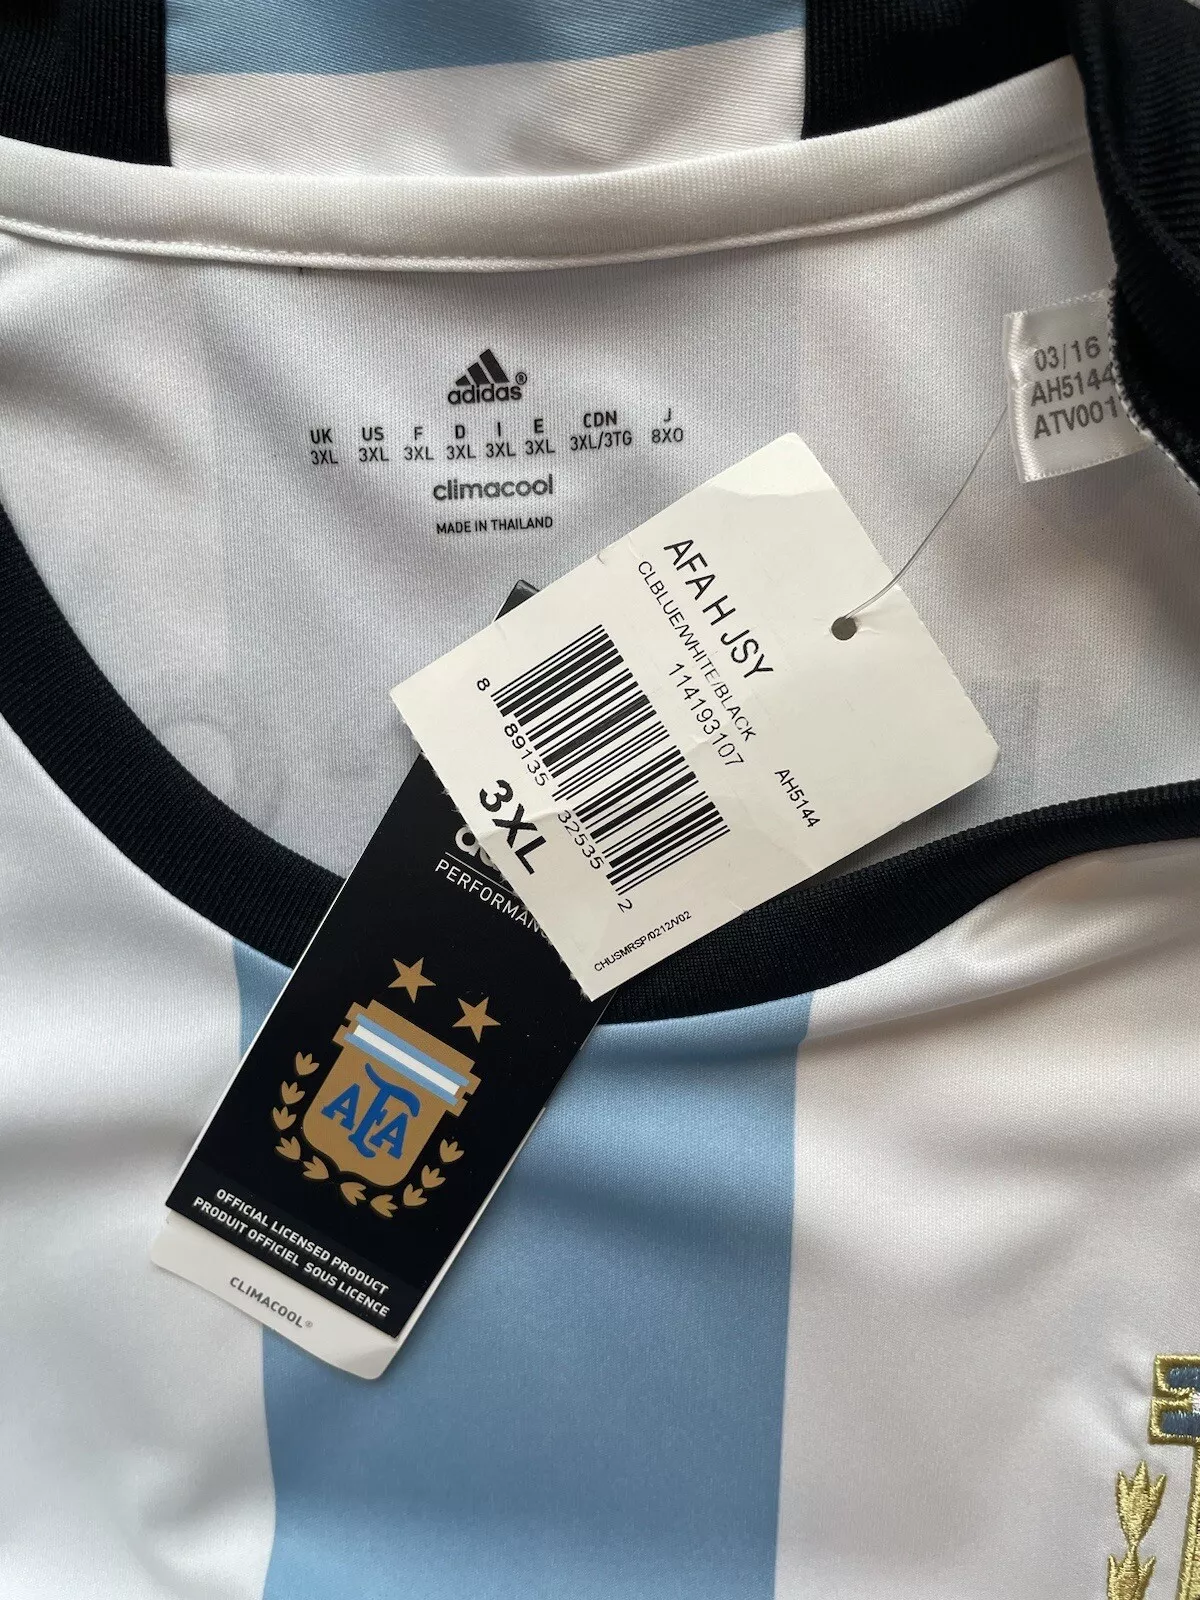 adidas®
UK US F D I E CDN J
3XL 3XL 3XL 3XL 3XL 3XL 3XL/3TG 8XO
climacool
MADE IN THAILAND
03/16
AH5144
ATV001
AFA H JSY
CLBLUE/WHITE/BLACK
114193107
AH5144
8 89135 32535 2
3XL
CHUSMRSP/0212/V02
AFA
OFFICIAL LICENSED PRODUCT
PRODUIT OFFICIEL SOUS LICENCE
CLIMACOOL®